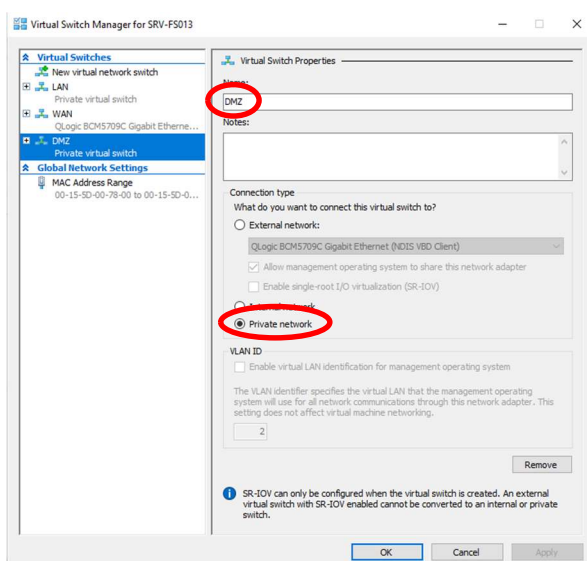 Virtual Switch Manager for SRV-FS013
Virtual Switches
New virtual network switch
LAN
Private virtual switch
WAN
QLogic BCM5709C Gigabit Etherne...
DMZ
Private virtual switch
Global Network Settings
MAC Address Range
00-15-5D-00-78-00 to 00-15-5D-0...
Virtual Switch Properties
Name:
DMZ
Notes:
Connection type
What do you want to connect this virtual switch to?
External network:
QLogic BCM5709C Gigabit Ethernet (NDIS VBD Client)
Allow management operating system to share this network adapter
Enable single-root I/O virtualization (SR-IOV)
Internal network
Private network
VLAN ID
Enable virtual LAN identification for management operating system
The VLAN identifier specifies the virtual LAN that the management operating
system will use for all network communications through this network adapter. This
setting does not affect virtual machine networking.
2
Remove
SR-IOV can only be configured when the virtual switch is created. An external
virtual switch with SR-IOV enabled cannot be converted to an internal or private
switch.
OK
Cancel
Apply